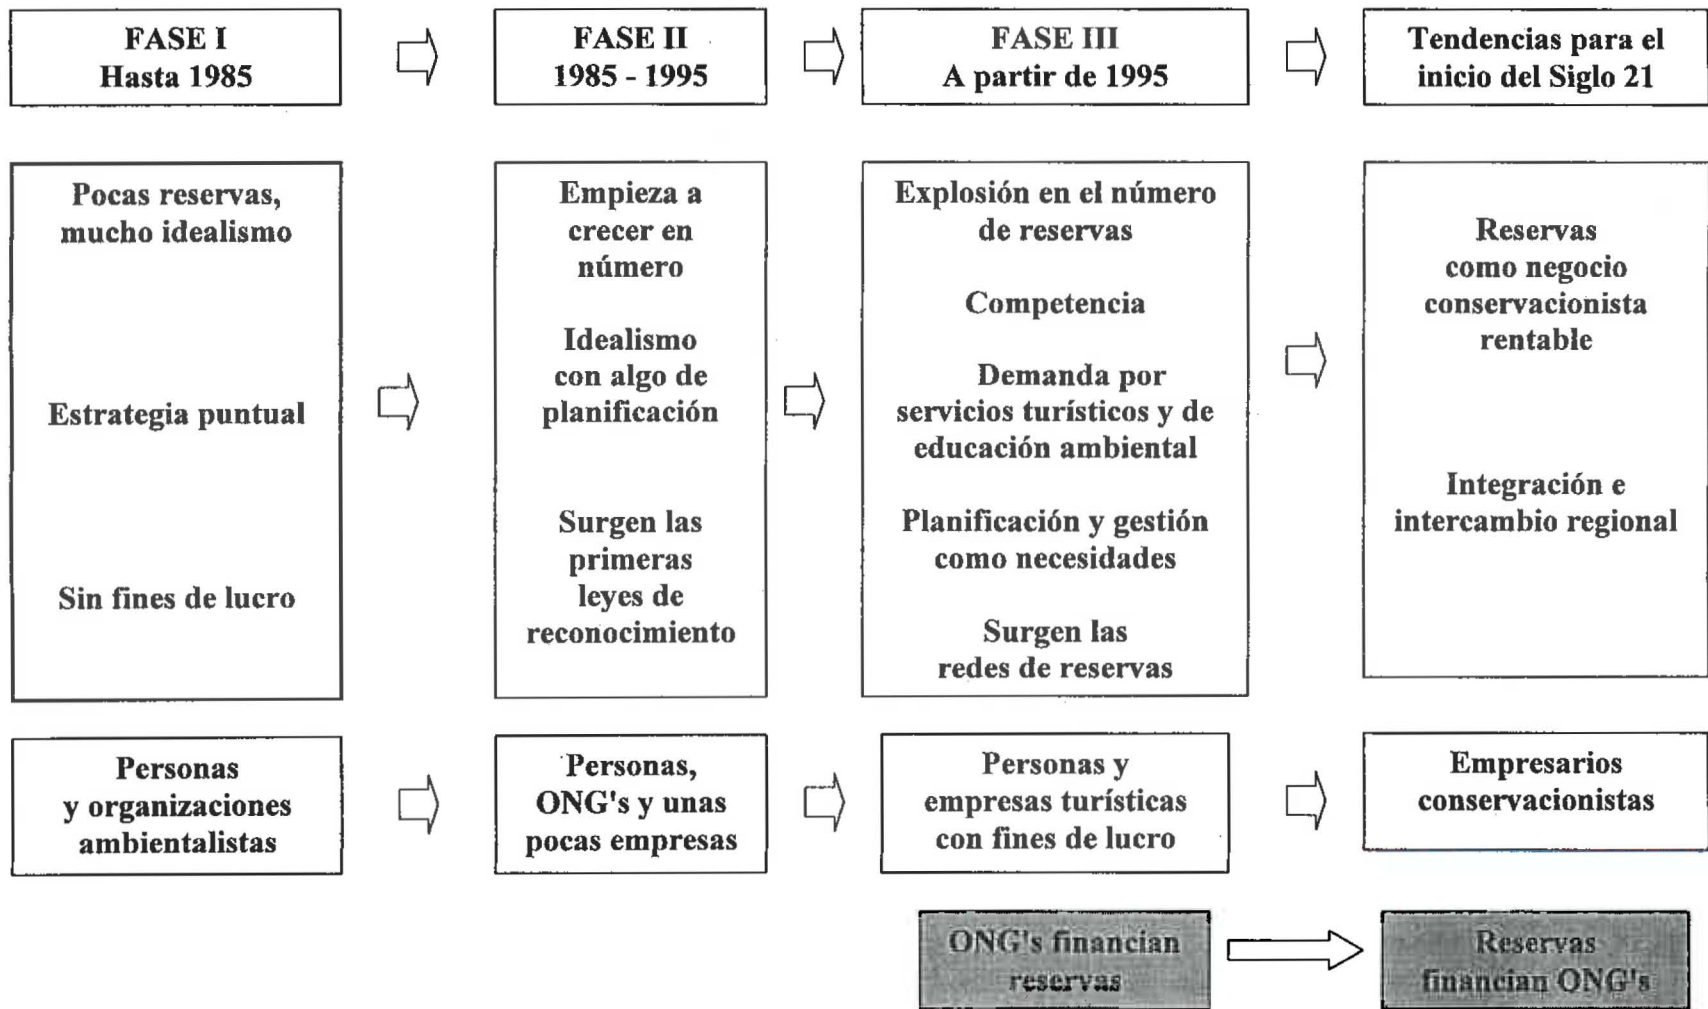 FASE I
Hasta 1985
FASE II
1985 - 1995
FASE III
A partir de 1995
Tendencias para el
inicio del Siglo 21
Pocas reservas,
mucho idealismo
Estrategia puntual
Sin fines de lucro
Empieza a
crecer en
número
Idealismo
con algo de
planificación
Surgen las
primeras
leyes de
reconocimiento
Explosión en el número
de reservas
Competencia
Demanda por
servicios turísticos y de
educación ambiental
Planificación y gestión
como necesidades
Surgen las
redes de reservas
Reservas
como negocio
conservacionista
rentable
Integración e
intercambio regional
Personas
y organizaciones
ambientalistas
Personas,
ONG's y unas
pocas empresas
Personas y
empresas turísticas
con fines de lucro
Empresarios
conservacionistas
ONG's financian
reservas
Reservas
financian ONG's